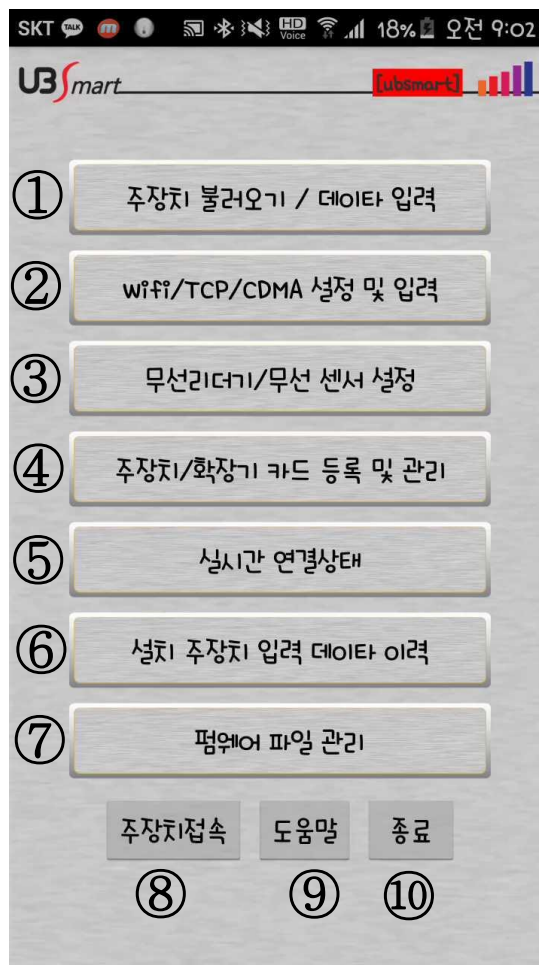 SKT TALK m HD Voice 18% 오전 9:02
UBSmart [ubsmart]
① 주장치 불러오기 / 데이타 입력
② Wifi/TCP/CDMA 설정 및 입력
③ 무선리더기/무선 센서 설정
④ 주장치/확장기 카드 등록 및 관리
⑤ 실시간 연결상태
⑥ 설치 주장치 입력 데이타 이력
⑦ 펌웨어 파일 관리
주장치접속 도움말 종료
⑧ ⑨ ⑩